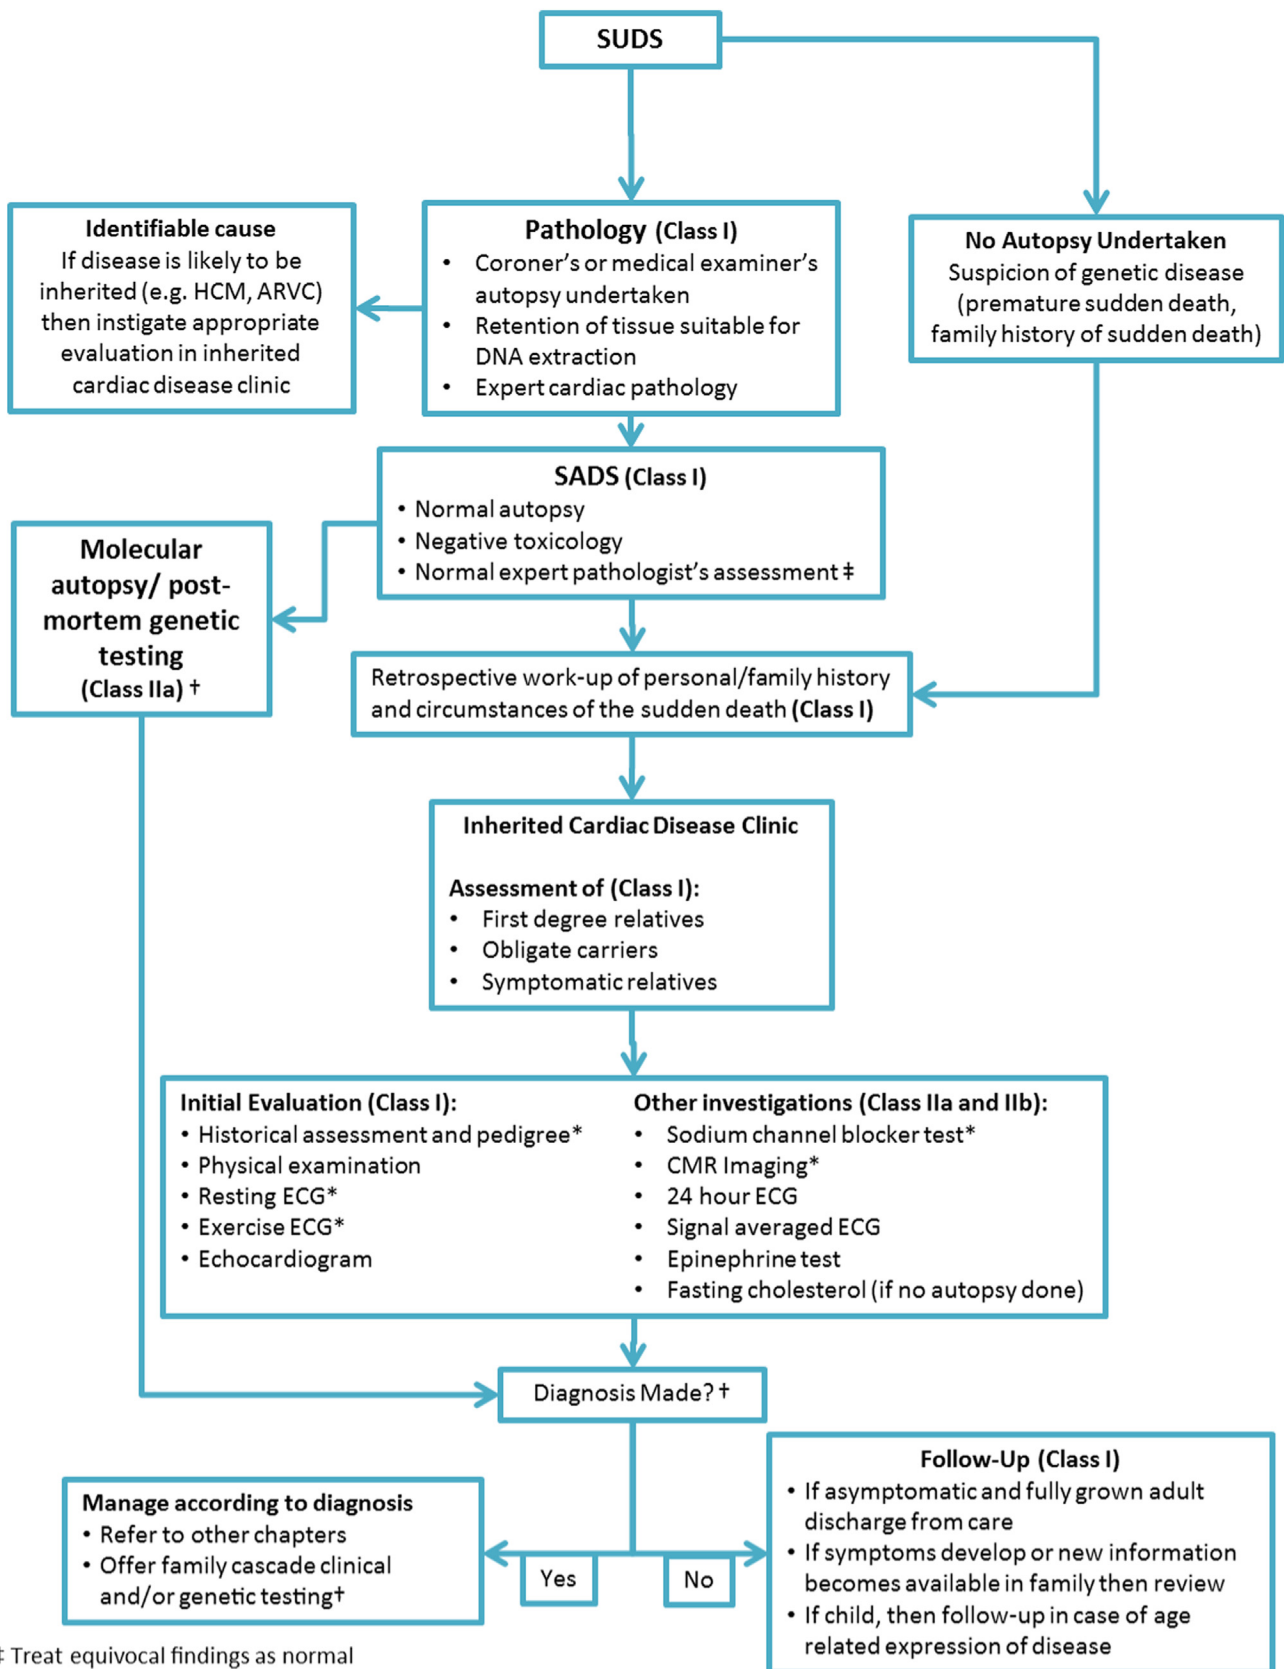 SUDS
Identifiable cause
If disease is likely to be
inherited (e.g. HCM, ARVC)
then instigate appropriate
evaluation in inherited
cardiac disease clinic
Pathology (Class I)
• Coroner's or medical examiner's
autopsy undertaken
• Retention of tissue suitable for
DNA extraction
• Expert cardiac pathology
No Autopsy Undertaken
Suspicion of genetic disease
(premature sudden death,
family history of sudden death)
SADS (Class I)
• Normal autopsy
• Negative toxicology
• Normal expert pathologist's assessment ‡
Molecular
autopsy/ post-
mortem genetic
testing
(Class IIa) †
Retrospective work-up of personal/family history
and circumstances of the sudden death (Class I)
Inherited Cardiac Disease Clinic
Assessment of (Class I):
• First degree relatives
• Obligate carriers
• Symptomatic relatives
Initial Evaluation (Class I):
• Historical assessment and pedigree*
• Physical examination
• Resting ECG*
• Exercise ECG*
• Echocardiogram
Other investigations (Class IIa and IIb):
• Sodium channel blocker test*
• CMR Imaging*
• 24 hour ECG
• Signal averaged ECG
• Epinephrine test
• Fasting cholesterol (if no autopsy done)
Diagnosis Made? †
Manage according to diagnosis
• Refer to other chapters
• Offer family cascade clinical
and/or genetic testing†
Yes
No
Follow-Up (Class I)
• If asymptomatic and fully grown adult
discharge from care
• If symptoms develop or new information
becomes available in family then review
• If child, then follow-up in case of age
related expression of disease
‡ Treat equivocal findings as normal